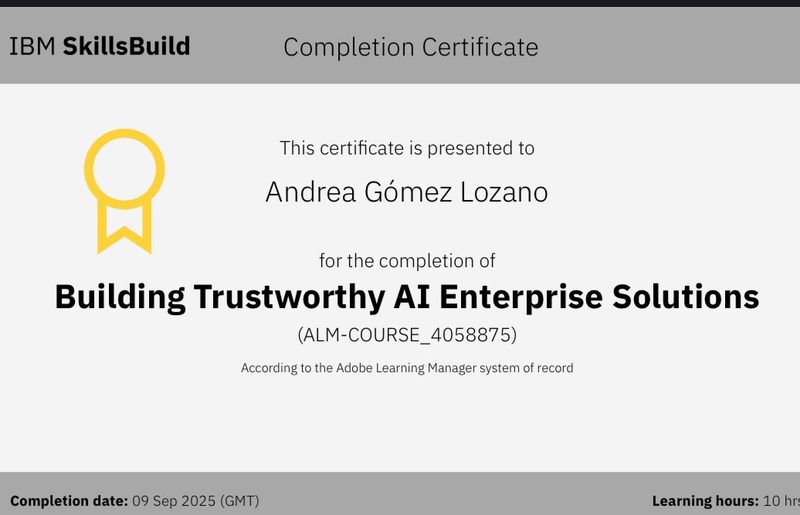 IBM SkillsBuild
Completion Certificate
This certificate is presented to
Andrea Gómez Lozano
for the completion of
Building Trustworthy AI Enterprise Solutions
(ALM-COURSE_4058875)
According to the Adobe Learning Manager system of record
Completion date: 09 Sep 2025 (GMT)
Learning hours: 10 hrs